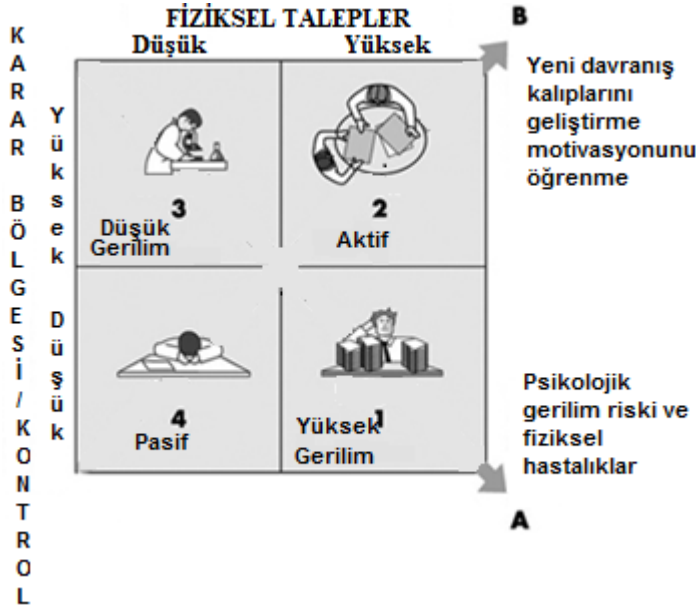 FİZİKSEL TALEPLER
Düşük Yüksek
KARAR BÖLGESİ / KONTROL
Yüksek
Düşük
3
Düşük
Gerilim
2
Aktif
4
Pasif
1
Yüksek
Gerilim
B
Yeni davranış
kalıplarını
geliştirme
motivasyonunu
öğrenme
Psikolojik
gerilim riski ve
fiziksel
hastalıklar
A